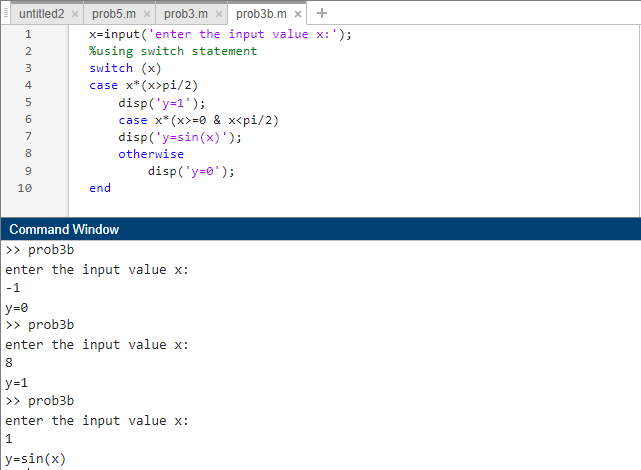 untitled2 × prob5.m × prob3.m × prob3b.m × +
1 x=input('enter the input value x:');
2 %using switch statement
3 switch (x)
4 case x*(x>pi/2)
5 disp('y=1');
6 case x*(x>=0 & x<pi/2)
7 disp('y=sin(x)');
8 otherwise
9 disp('y=0');
10 end
Command Window
>> prob3b
enter the input value x:
-1
y=0
>> prob3b
enter the input value x:
8
y=1
>> prob3b
enter the input value x:
1
y=sin(x)